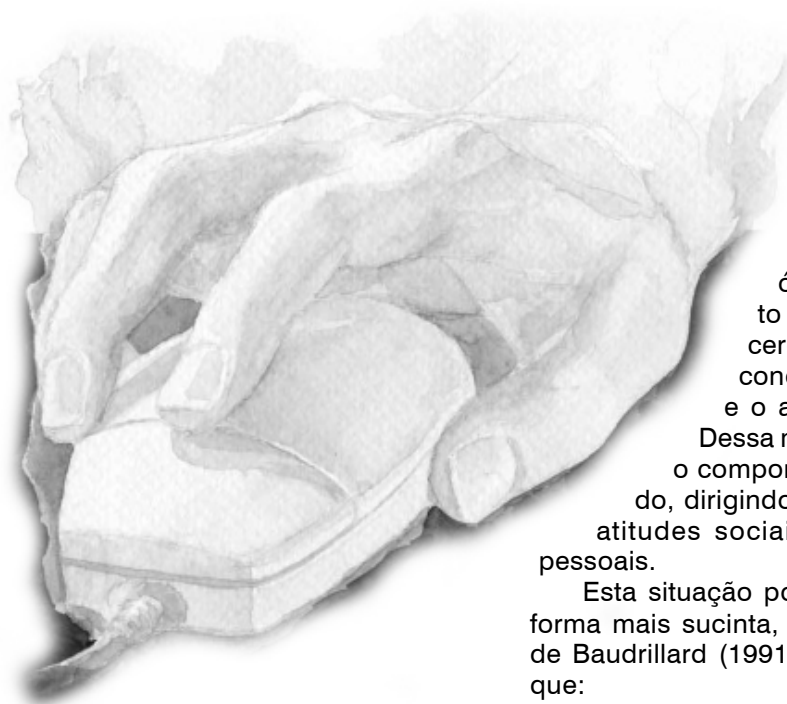 ó
to
cer
conc
e o a
Dessa
o compor
do, dirigindo
atitudes sociai
pessoais.
Esta situação po
forma mais sucinta,
de Baudrillard (1991
que: